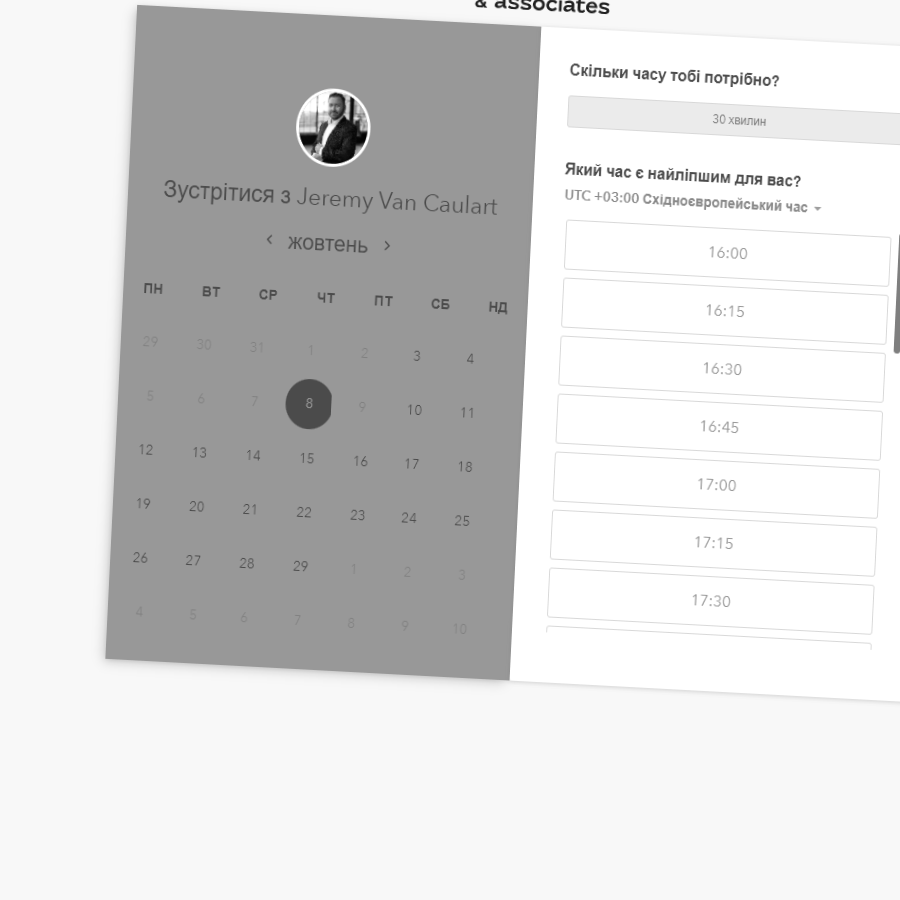 & associates
Зустрітися з Jeremy Van Caulart
‹ жовтень ›
ПН ВТ СР ЧТ ПТ СБ НД
29 30 31 1 2 3 4
5 6 7 8 9 10 11
12 13 14 15 16 17 18
19 20 21 22 23 24 25
26 27 28 29 1 2 3
4 5 6 7 8 9 10
Скільки часу тобі потрібно?
30 хвилин
Який час є найліпшим для вас?
UTC +03:00 Східноєвропейський час
16:00
16:15
16:30
16:45
17:00
17:15
17:30